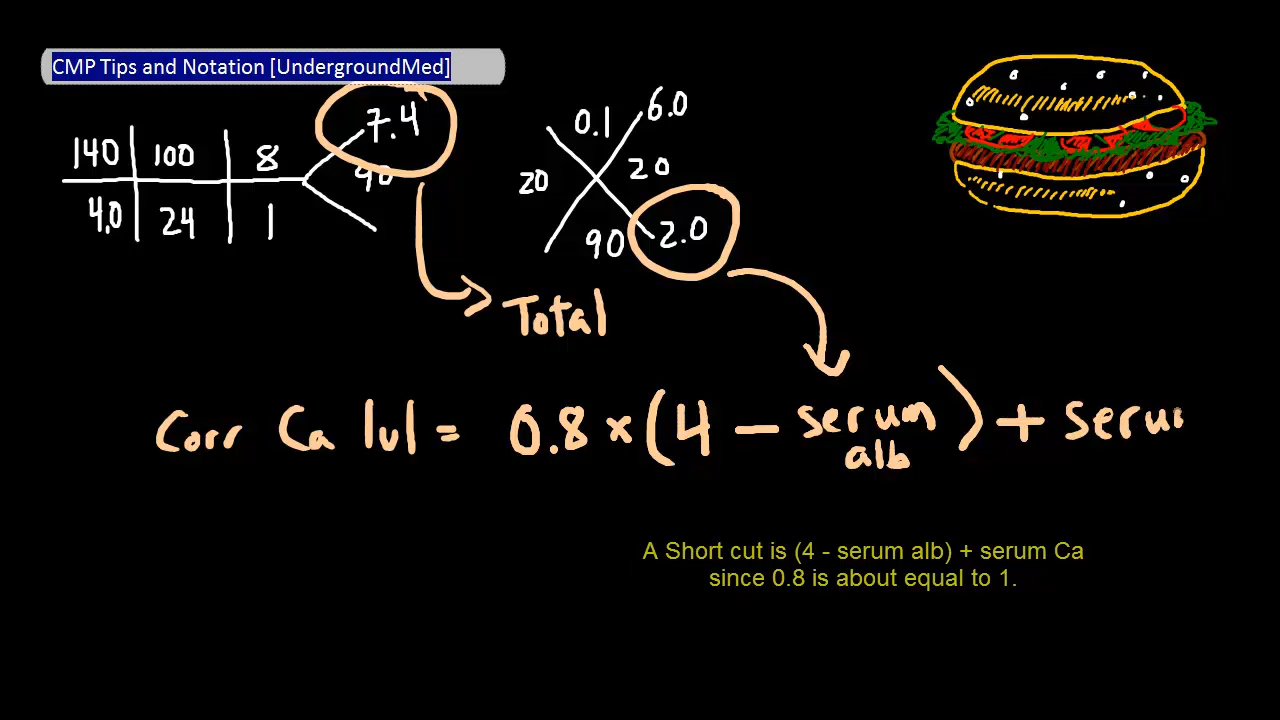 CMP Tips and Notation [UndergroundMed]
140 100 8 7.4
90
4.0 24 1
0.1 6.0
20 20
90 2.0
Total
Corr Ca lvl = 0.8 x (4 - serum alb) + seru
A Short cut is (4 - serum alb) + serum Ca
since 0.8 is about equal to 1.